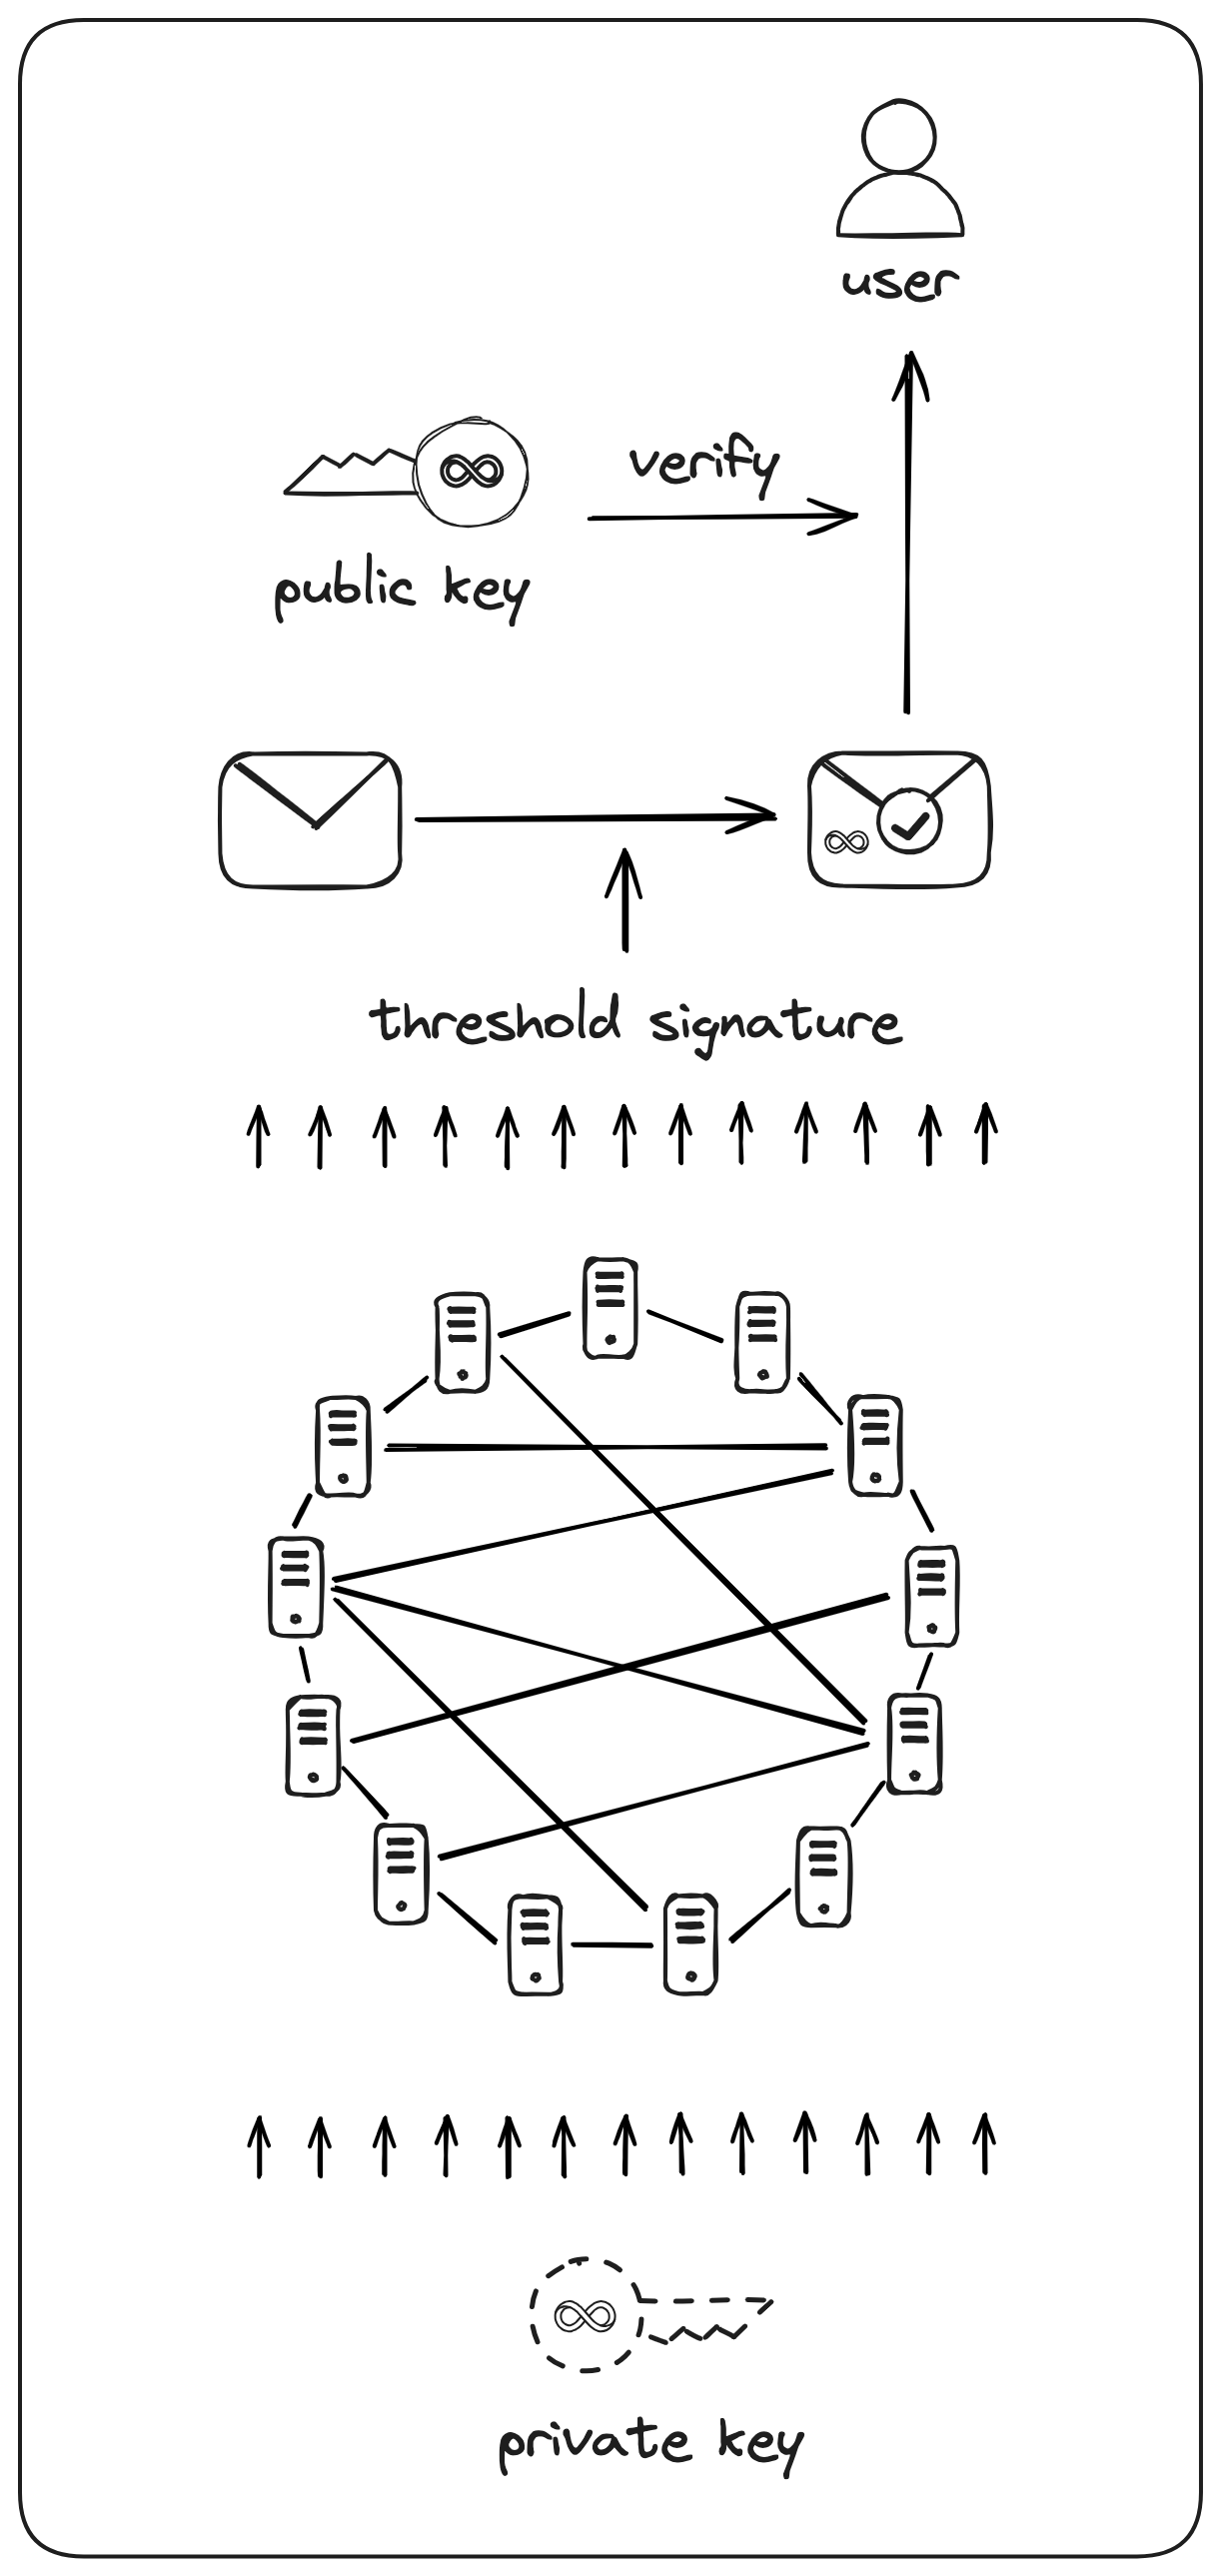 user
verify
public key
threshold signature
private key